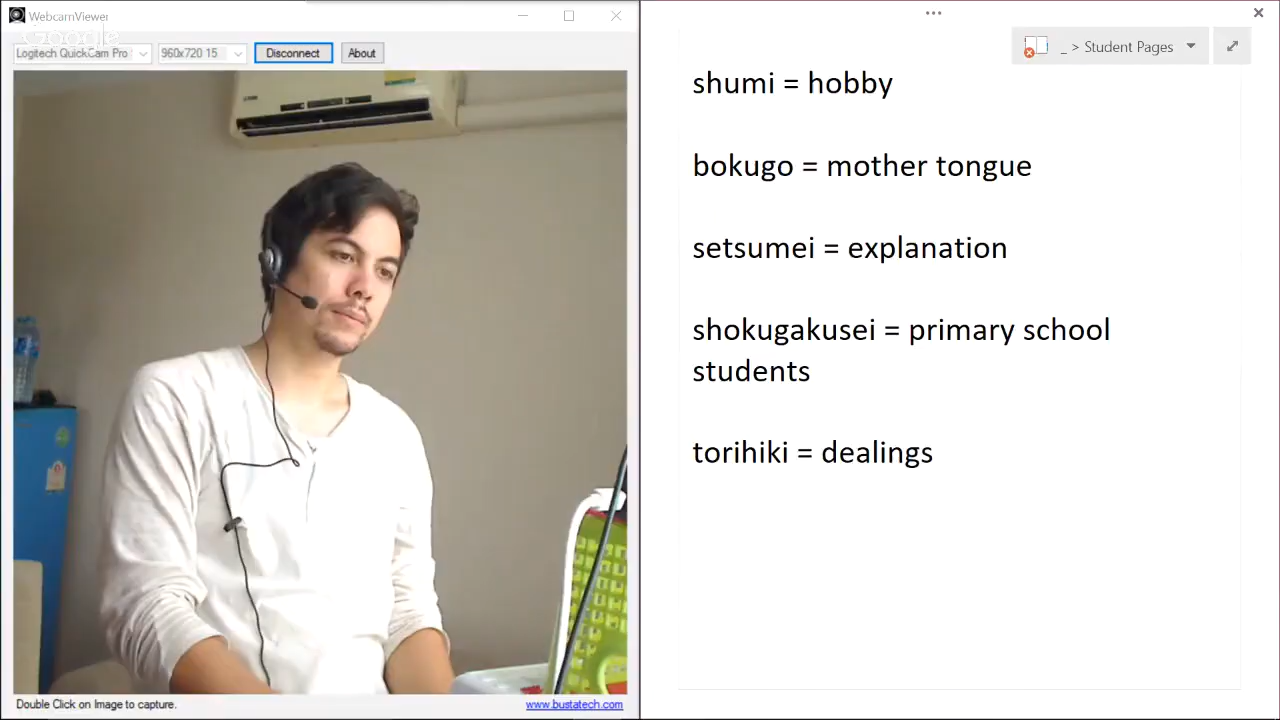 WebcamViewer
Google
Logitech QuickCam Pro
960x720 15
Disconnect
About
Double Click on Image to capture.
www.bustatech.com
_ > Student Pages
shumi = hobby
bokugo = mother tongue
setsumei = explanation
shokugakusei = primary school
students
torihiki = dealings